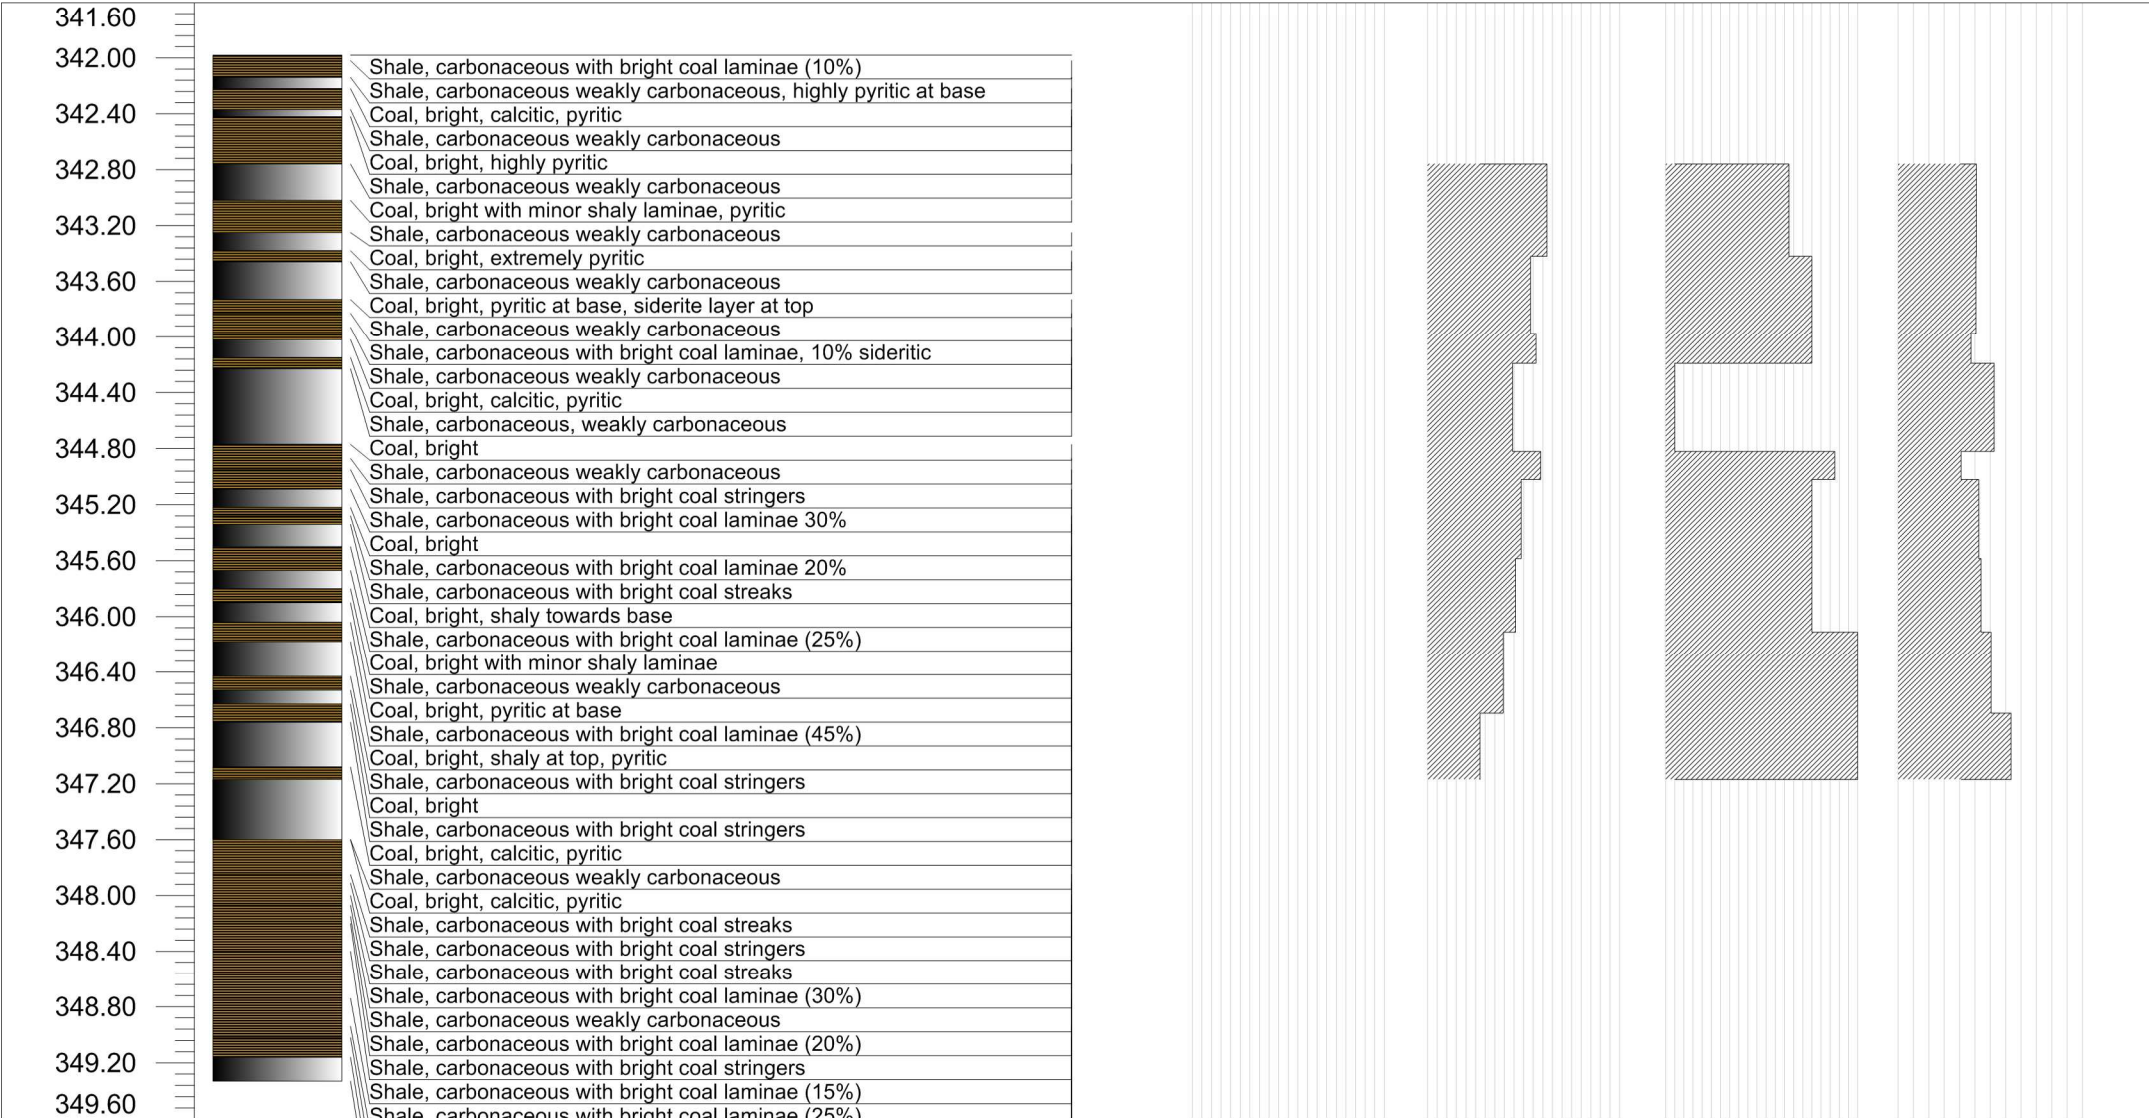 341.60
342.00
342.40
342.80
343.20
343.60
344.00
344.40
344.80
345.20
345.60
346.00
346.40
346.80
347.20
347.60
348.00
348.40
348.80
349.20
349.60
Shale, carbonaceous with bright coal laminae (10%)
Shale, carbonaceous weakly carbonaceous, highly pyritic at base
Coal, bright, calcitic, pyritic
Shale, carbonaceous weakly carbonaceous
Coal, bright, highly pyritic
Shale, carbonaceous weakly carbonaceous
Coal, bright with minor shaly laminae, pyritic
Shale, carbonaceous weakly carbonaceous
Coal, bright, extremely pyritic
Shale, carbonaceous weakly carbonaceous
Coal, bright, pyritic at base, siderite layer at top
Shale, carbonaceous weakly carbonaceous
Shale, carbonaceous with bright coal laminae, 10% sideritic
Shale, carbonaceous weakly carbonaceous
Coal, bright, calcitic, pyritic
Shale, carbonaceous, weakly carbonaceous
Coal, bright
Shale, carbonaceous weakly carbonaceous
Shale, carbonaceous with bright coal stringers
Shale, carbonaceous with bright coal laminae 30%
Coal, bright
Shale, carbonaceous with bright coal laminae 20%
Shale, carbonaceous with bright coal streaks
Coal, bright, shaly towards base
Shale, carbonaceous with bright coal laminae (25%)
Coal, bright with minor shaly laminae
Shale, carbonaceous weakly carbonaceous
Coal, bright, pyritic at base
Shale, carbonaceous with bright coal laminae (45%)
Coal, bright, shaly at top, pyritic
Shale, carbonaceous with bright coal stringers
Coal, bright
Shale, carbonaceous with bright coal stringers
Coal, bright, calcitic, pyritic
Shale, carbonaceous weakly carbonaceous
Coal, bright, calcitic, pyritic
Shale, carbonaceous with bright coal streaks
Shale, carbonaceous with bright coal stringers
Shale, carbonaceous with bright coal streaks
Shale, carbonaceous with bright coal laminae (30%)
Shale, carbonaceous weakly carbonaceous
Shale, carbonaceous with bright coal laminae (20%)
Shale, carbonaceous with bright coal stringers
Shale, carbonaceous with bright coal laminae (15%)
Shale, carbonaceous with bright coal laminae (25%)